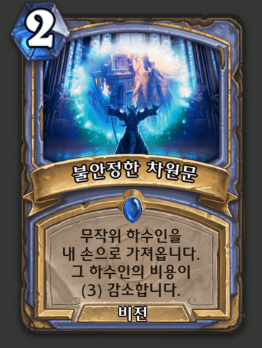 2
불안정한 차원문
무작위 하수인을
내 손으로 가져옵니다.
그 하수인의 비용이
(3) 감소합니다.
비전